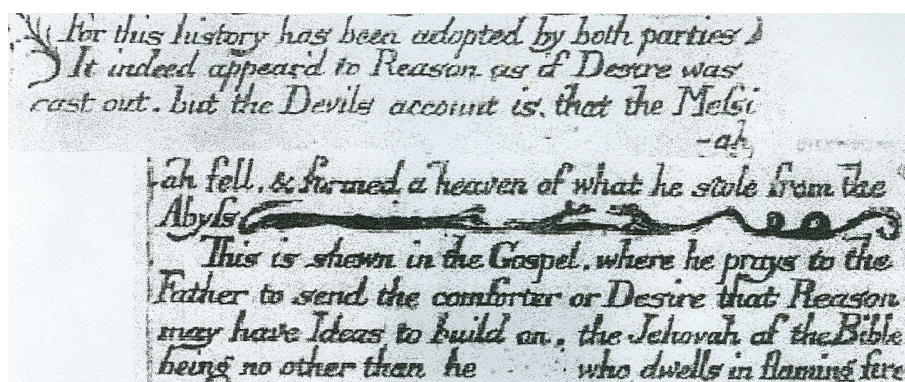 For this history has been adopted by both parties
It indeed appear'd to Reason as if Desire was
cast out. but the Devils account is, that the Meſsi
-ah
ah fell. & formed a heaven of what he stole from the
Abyſs
This is shewn in the Gospel, where he prays to the
Father to send the comforter or Desire that Reason
may have Ideas to build on, the Jehovah of the Bible
being no other than he who dwells in flaming fire